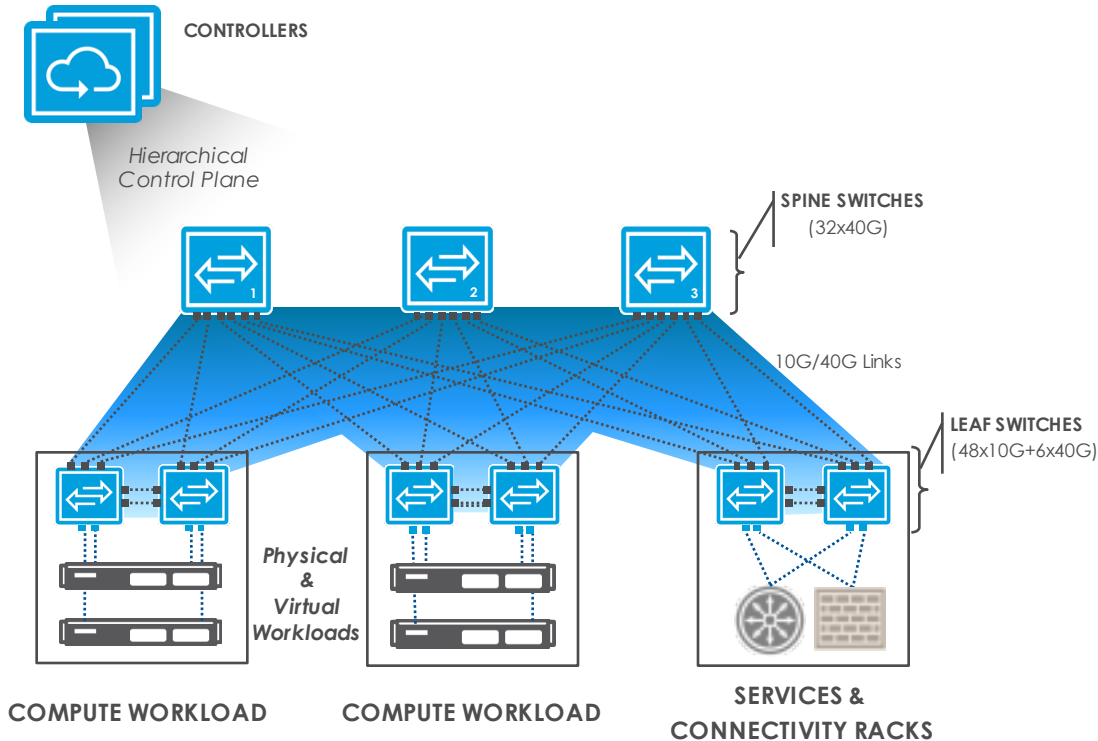 CONTROLLERS
Hierarchical
Control Plane
SPINE SWITCHES
(32x40G)
1
2
3
10G/40G Links
LEAF SWITCHES
(48x10G+6x40G)
Physical
&
Virtual
Workloads
COMPUTE WORKLOAD
COMPUTE WORKLOAD
SERVICES &
CONNECTIVITY RACKS